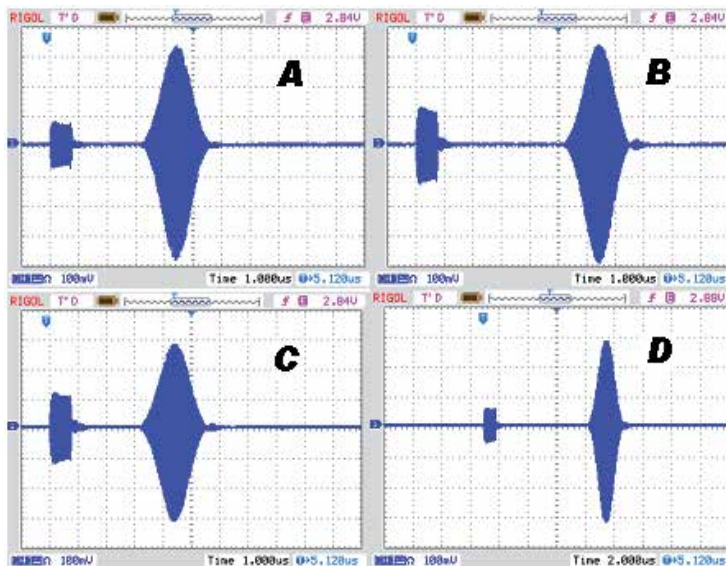 RIGOL T'D 2.84V
A
100mV Time 1.000us 5.120us
RIGOL T'D 2.84V
B
100mV Time 1.000us 5.120us
RIGOL T'D 2.84V
C
100mV Time 1.000us 5.120us
RIGOL T'D 2.88V
D
100mV Time 2.000us 5.120us